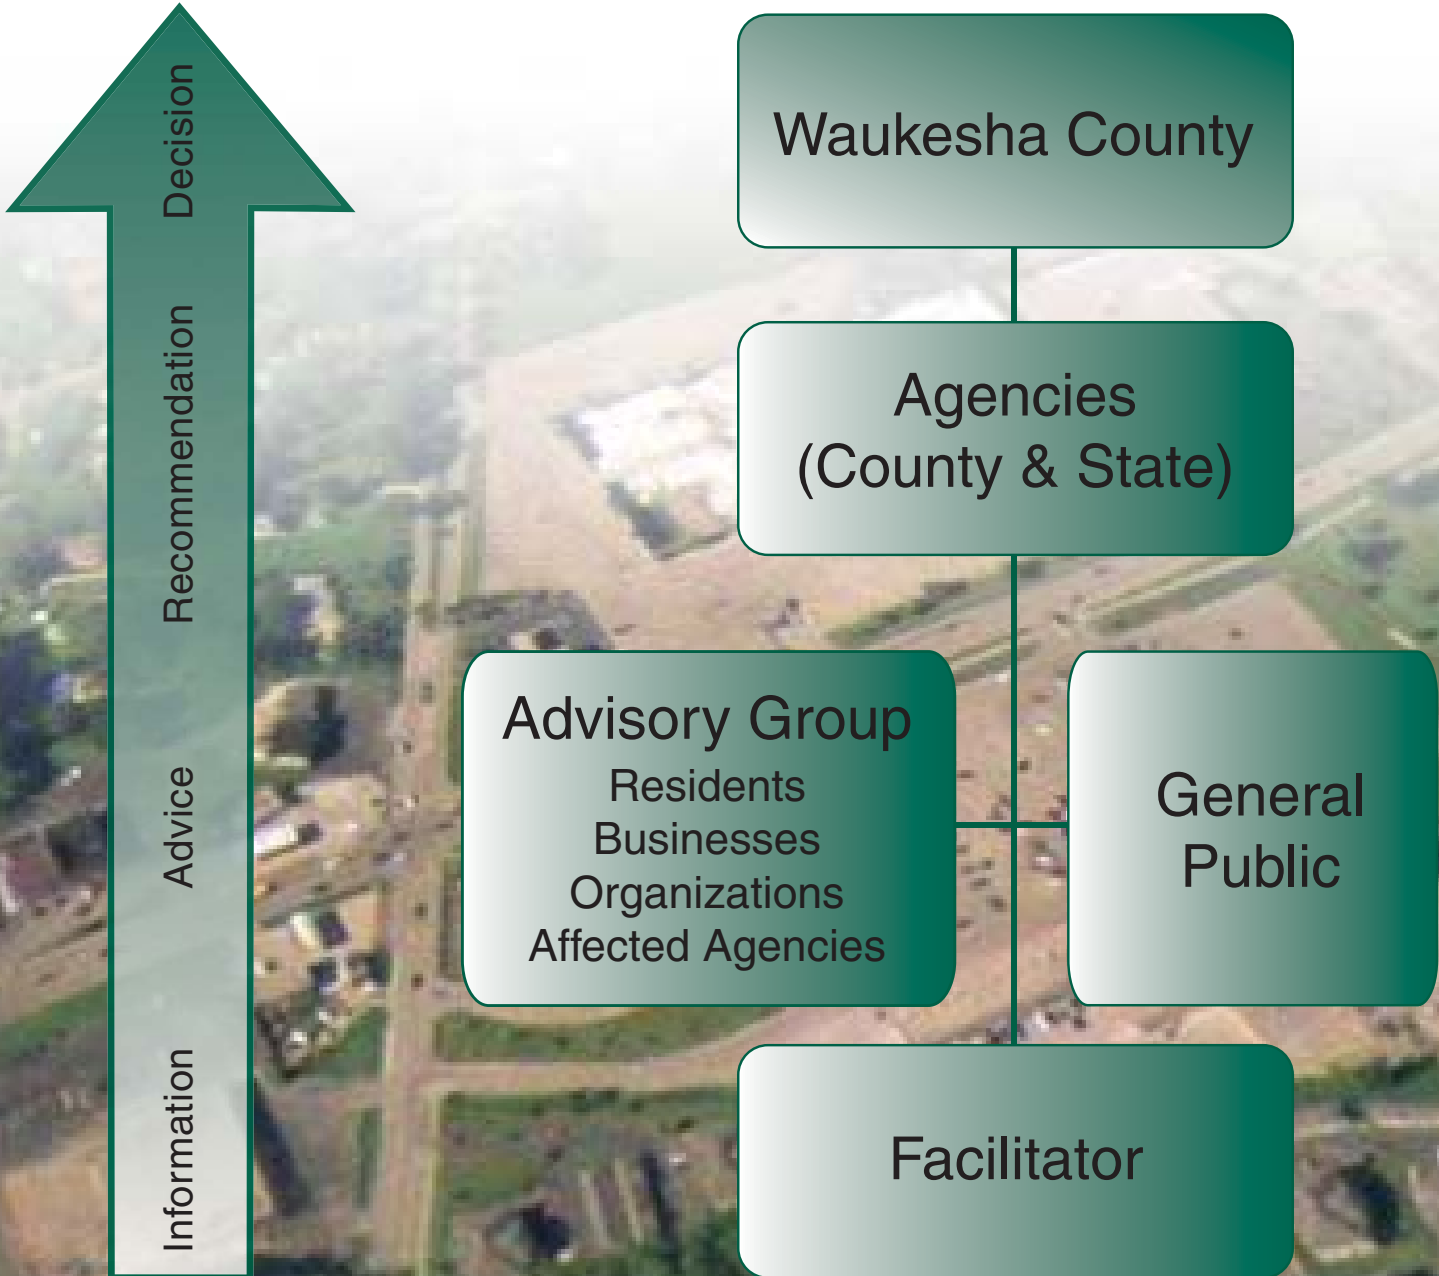 Decision
Recommendation
Advice
Information
Waukesha County
Agencies
(County & State)
Advisory Group
Residents
Businesses
Organizations
Affected Agencies
General
Public
Facilitator